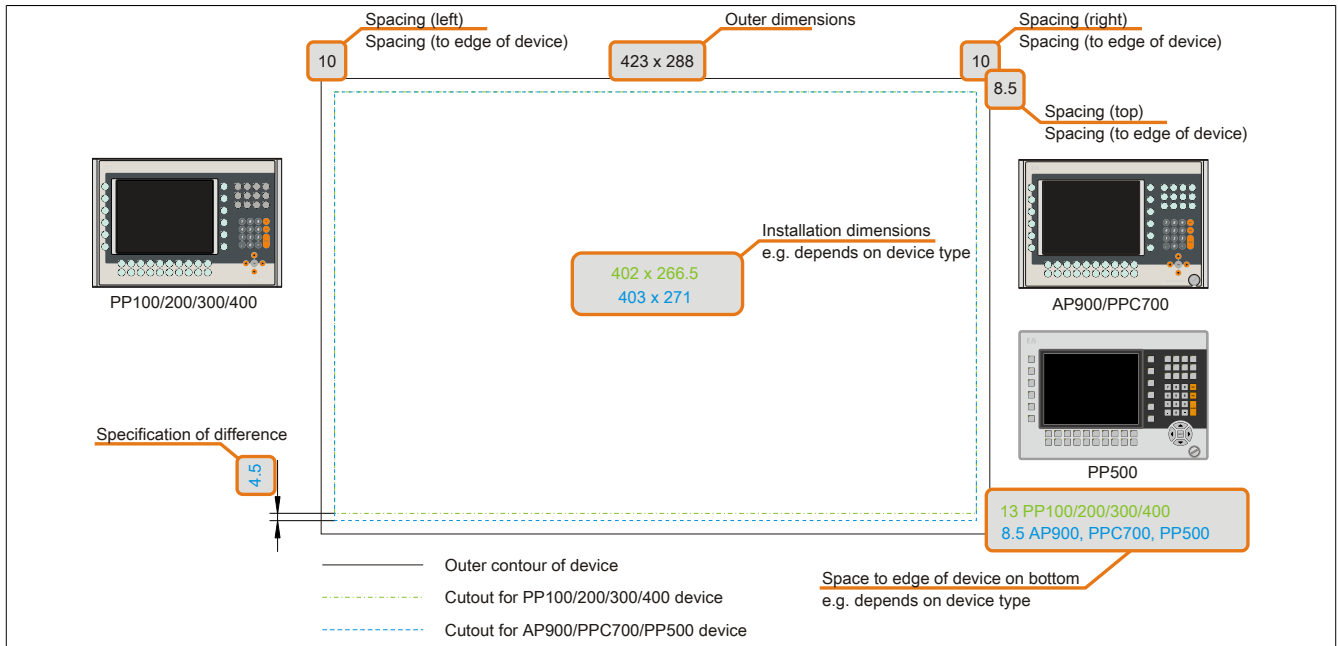 Spacing (left)
Spacing (to edge of device)
Outer dimensions
Spacing (right)
Spacing (to edge of device)
10
423 x 288
10
8.5
Spacing (top)
Spacing (to edge of device)
Installation dimensions
e.g. depends on device type
402 x 266.5
403 x 271
PP100/200/300/400
AP900/PPC700
Specification of difference
4.5
PP500
13 PP100/200/300/400
8.5 AP900, PPC700, PP500
Outer contour of device
Space to edge of device on bottom
e.g. depends on device type
Cutout for PP100/200/300/400 device
Cutout for AP900/PPC700/PP500 device